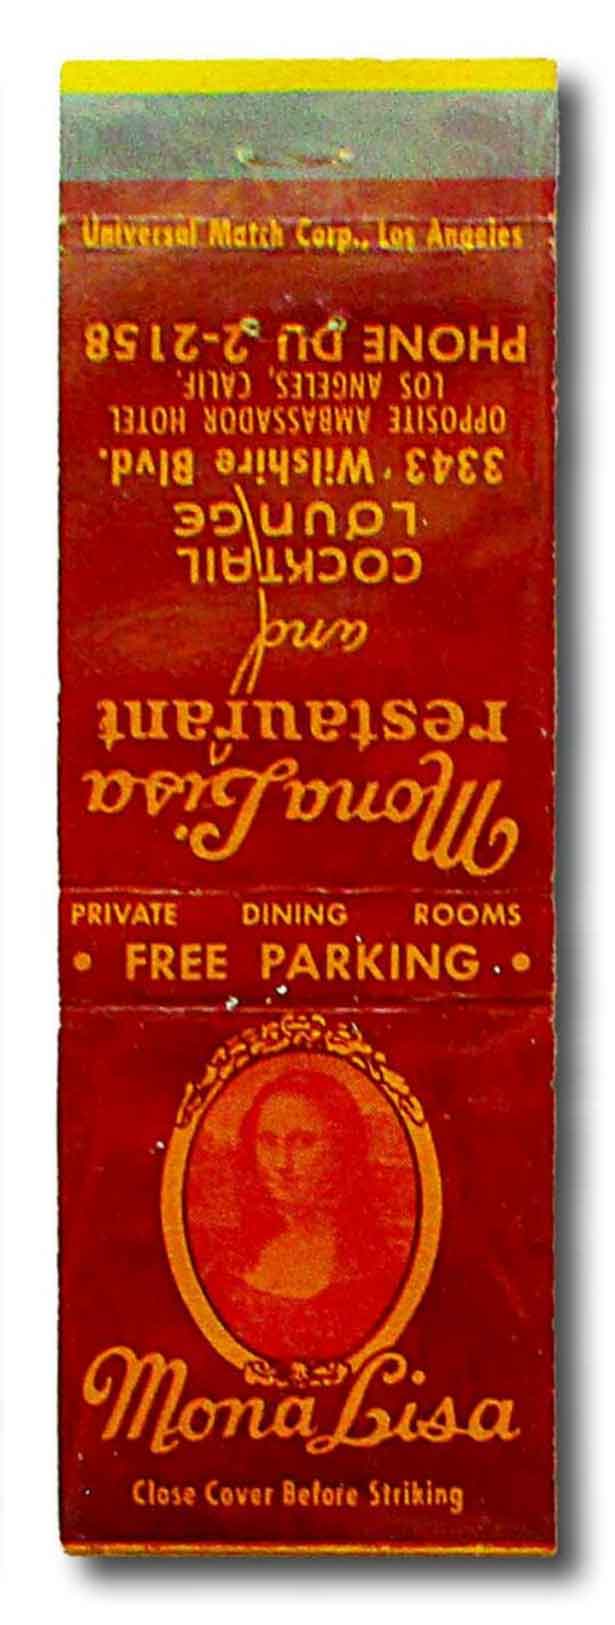 Universal Match Corp., Los Angeles
Mona Lisa
restaurant
and
COCKTAIL
LOUNGE
3343 Wilshire Blvd.
OPPOSITE AMBASSADOR HOTEL
LOS ANGELES, CALIF.
PHONE DU 2-2158
PRIVATE DINING ROOMS
• FREE PARKING •
Mona Lisa
Close Cover Before Striking